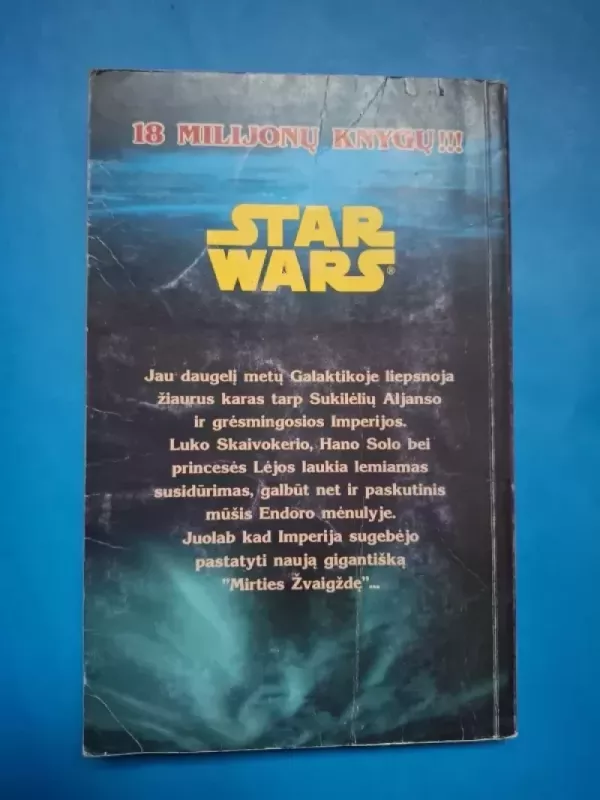 18 MILIJONŲ KNYGŲ!!!
STAR
WARS®
Jau daugelį metų Galaktikoje liepsnoja
žiaurus karas tarp Sukilėlių Aljanso
ir grėsmingosios Imperijos.
Luko Skaivokerio, Hano Solo bei
princesės Lėjos laukia lemiamas
susidūrimas, galbūt net ir paskutinis
mūšis Endoro mėnulyje.
Juolab kad Imperija sugebėjo
pastatyti naują gigantišką
"Mirties Žvaigždę"...